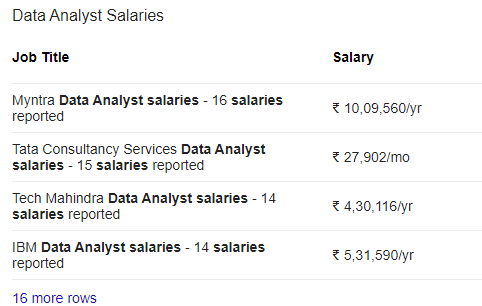 Data Analyst Salaries
Job Title Salary
Myntra Data Analyst salaries - 16 salaries
reported
₹ 10,09,560/yr
Tata Consultancy Services Data Analyst
salaries - 15 salaries reported
₹ 27,902/mo
Tech Mahindra Data Analyst salaries - 14
salaries reported
₹ 4,30,116/yr
IBM Data Analyst salaries - 14 salaries
reported
₹ 5,31,590/yr
16 more rows